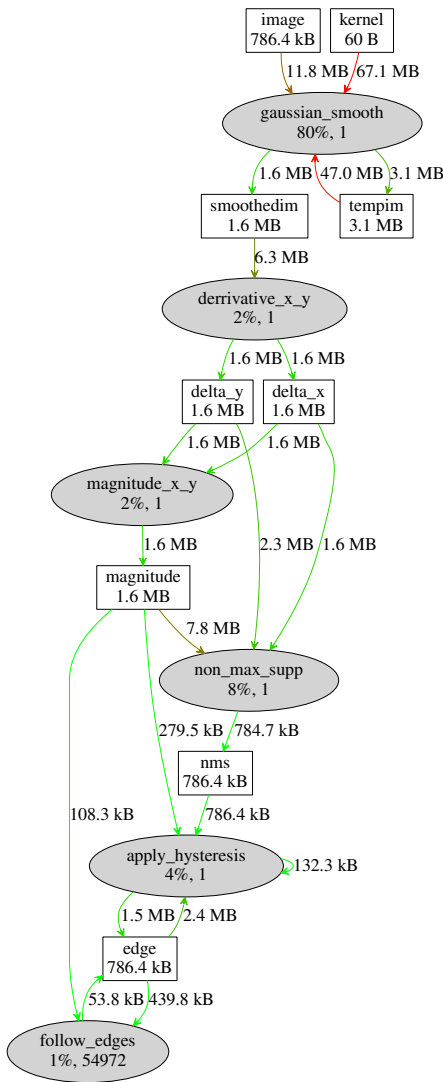 image
786.4 kB
kernel
60 B
11.8 MB
67.1 MB
gaussian_smooth
80%, 1
1.6 MB
47.0 MB
3.1 MB
smoothedim
1.6 MB
tempim
3.1 MB
6.3 MB
derrivative_x_y
2%, 1
1.6 MB
1.6 MB
delta_y
1.6 MB
delta_x
1.6 MB
1.6 MB
1.6 MB
magnitude_x_y
2%, 1
1.6 MB
2.3 MB
1.6 MB
magnitude
1.6 MB
7.8 MB
non_max_supp
8%, 1
279.5 kB
784.7 kB
nms
786.4 kB
108.3 kB
786.4 kB
apply_hysteresis
4%, 1
132.3 kB
1.5 MB
2.4 MB
edge
786.4 kB
53.8 kB
439.8 kB
follow_edges
1%, 54972